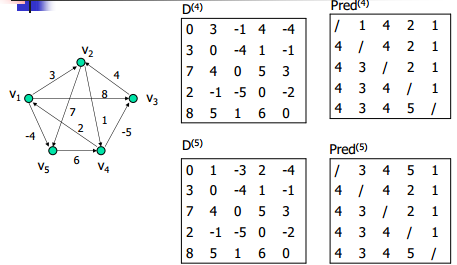 D(4)
0 3 -1 4 -4
3 0 -4 1 -1
7 4 0 5 3
2 -1 -5 0 -2
8 5 1 6 0
Pred(4)
/ 1 4 2 1
4 / 4 2 1
4 3 / 2 1
4 3 4 / 1
4 3 4 5 /
v2
3
4
v1
8
v3
7
1
2
-4
-5
v5
6
v4
D(5)
0 1 -3 2 -4
3 0 -4 1 -1
7 4 0 5 3
2 -1 -5 0 -2
8 5 1 6 0
Pred(5)
/ 3 4 5 1
4 / 4 2 1
4 3 / 2 1
4 3 4 / 1
4 3 4 5 /